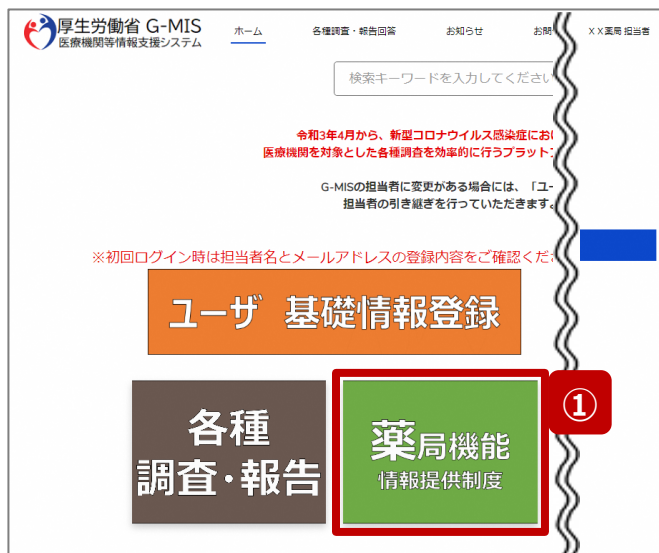 厚生労働省 G-MIS
医療機関等情報支援システム
ホーム 各種調査・報告回答 お知らせ お問 XX薬局 担当者
検索キーワードを入力してください
令和3年4月から、新型コロナウイルス感染症にお
医療機関を対象とした各種調査を効率的に行うプラット
G-MISの担当者に変更がある場合には、「ユー
担当者の引き継ぎを行っていただきます
※初回ログイン時は担当者名とメールアドレスの登録内容をご確認くだ
ユーザ 基礎情報登録
各種
調査・報告
薬局機能
情報提供制度
①